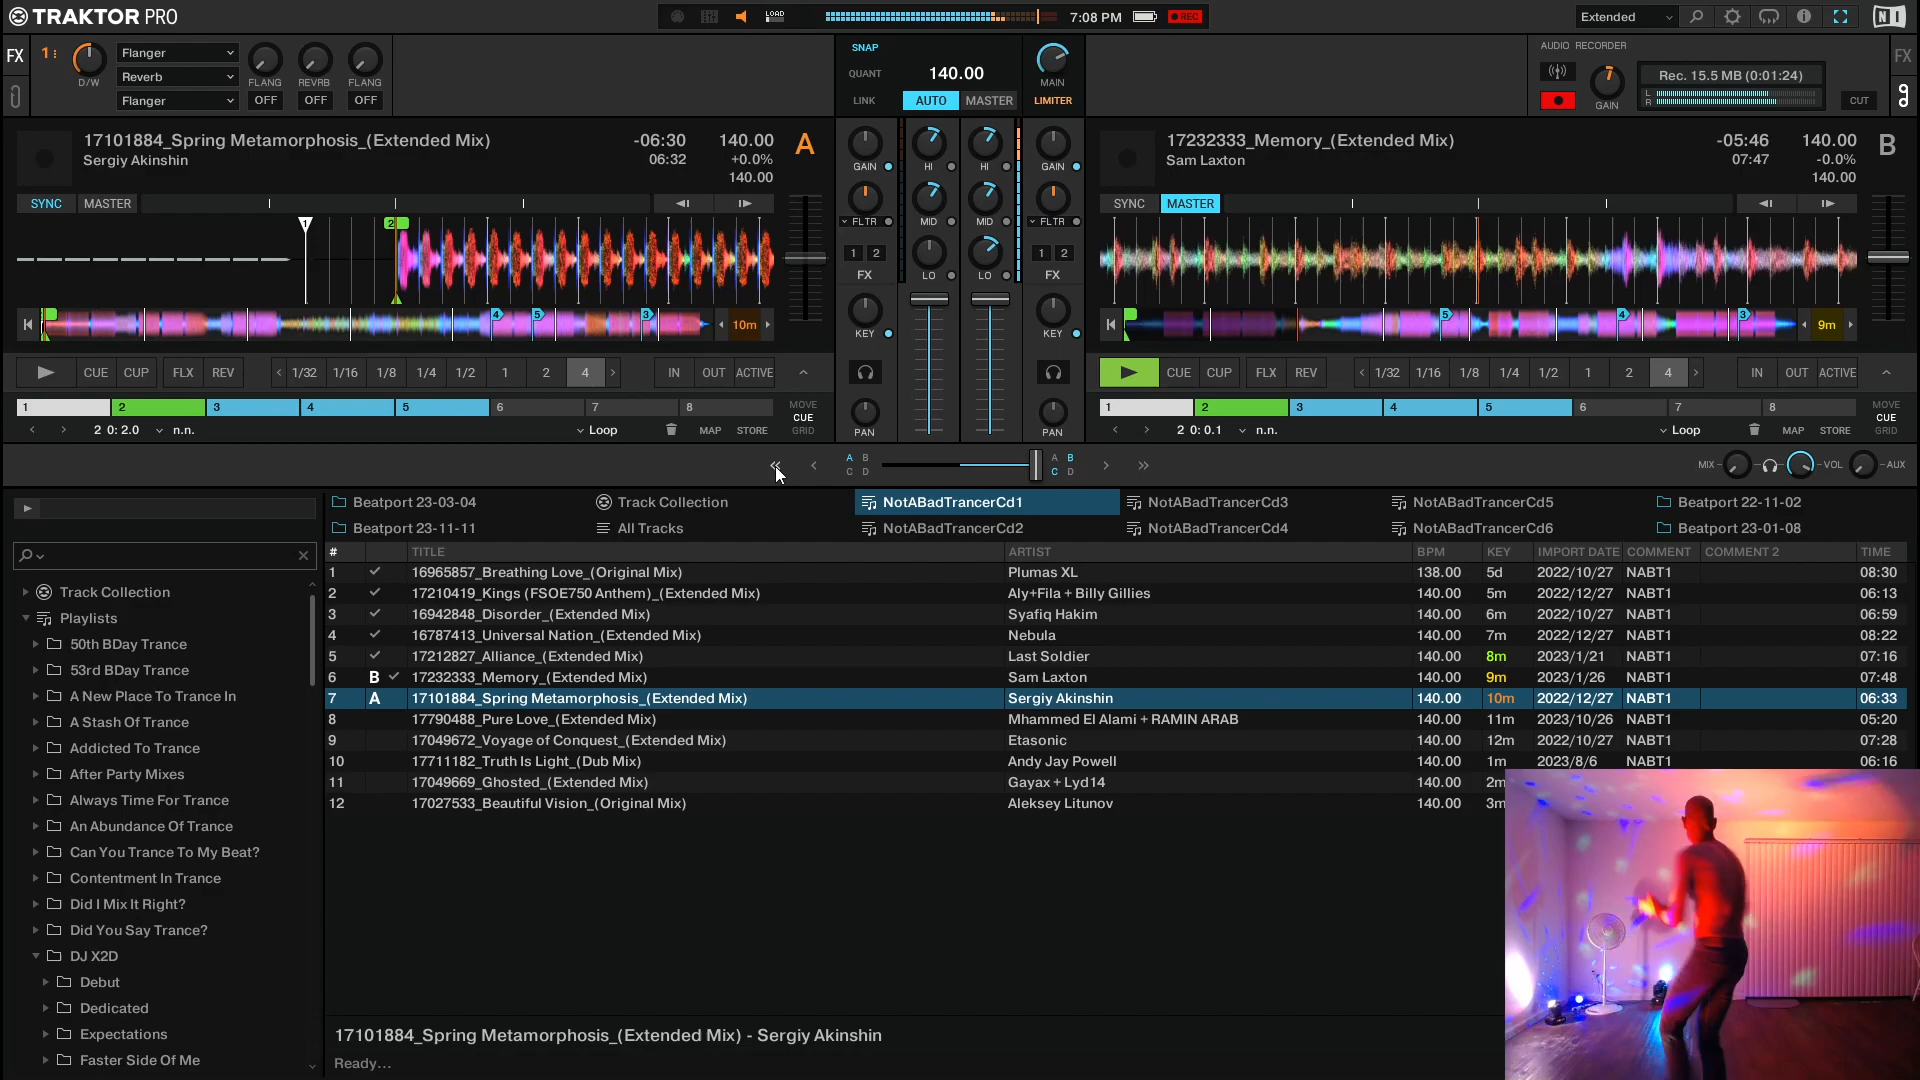 TRAKTOR PRO
LOAD
7:08 PM
REC
Extended
FX
1
D/W
Flanger
Reverb
Flanger
FLANG
REVRB
FLANG
OFF
OFF
OFF
SNAP
QUANT
LINK
140.00
AUTO
MASTER
MAIN
LIMITER
AUDIO RECORDER
GAIN
Rec. 15.5 MB (0:01:24)
L
R
CUT
FX
17101884_Spring Metamorphosis_(Extended Mix)
Sergiy Akinshin
-06:30
06:32
140.00
+0.0%
140.00
A
SYNC
MASTER
1
2
4
5
3
10m
CUE
CUP
FLX
REV
1/32
1/16
1/8
1/4
1/2
1
2
4
IN
OUT
ACTIVE
1
2
3
4
5
6
7
8
MOVE
CUE
GRID
2 0: 2.0
n.n.
Loop
MAP
STORE
GAIN
HI
HI
GAIN
FLTR
MID
MID
FLTR
1 2
1 2
FX
LO
LO
FX
KEY
KEY
PAN
PAN
17232333_Memory_(Extended Mix)
Sam Laxton
-05:46
07:47
140.00
-0.0%
140.00
B
SYNC
MASTER
5
4
3
9m
CUE
CUP
FLX
REV
1/32
1/16
1/8
1/4
1/2
1
2
4
IN
OUT
ACTIVE
1
2
3
4
5
6
7
8
MOVE
CUE
GRID
2 0: 0.1
n.n.
Loop
MAP
STORE
A B
C D
A B
C D
MIX
VOL
AUX
Beatport 23-03-04
Track Collection
NotABadTrancerCd1
NotABadTrancerCd3
NotABadTrancerCd5
Beatport 22-11-02
Beatport 23-11-11
All Tracks
NotABadTrancerCd2
NotABadTrancerCd4
NotABadTrancerCd6
Beatport 23-01-08
Track Collection
Playlists
50th BDay Trance
53rd BDay Trance
A New Place To Trance In
A Stash Of Trance
Addicted To Trance
After Party Mixes
Always Time For Trance
An Abundance Of Trance
Can You Trance To My Beat?
Contentment In Trance
Did I Mix It Right?
Did You Say Trance?
DJ X2D
Debut
Dedicated
Expectations
Faster Side Of Me
# TITLE ARTIST BPM KEY IMPORT DATE COMMENT COMMENT 2 TIME
1 16965857_Breathing Love_(Original Mix) Plumas XL 138.00 5d 2022/10/27 NABT1 08:30
2 17210419_Kings (FSOE750 Anthem)_(Extended Mix) Aly+Fila + Billy Gillies 140.00 5m 2022/12/27 NABT1 06:13
3 16942848_Disorder_(Extended Mix) Syafiq Hakim 140.00 6m 2022/10/27 NABT1 06:59
4 16787413_Universal Nation_(Extended Mix) Nebula 140.00 7m 2022/12/27 NABT1 08:22
5 17212827_Alliance_(Extended Mix) Last Soldier 140.00 8m 2023/1/21 NABT1 07:16
6 B 17232333_Memory_(Extended Mix) Sam Laxton 140.00 9m 2023/1/26 NABT1 07:48
7 A 17101884_Spring Metamorphosis_(Extended Mix) Sergiy Akinshin 140.00 10m 2022/12/27 NABT1 06:33
8 17790488_Pure Love_(Extended Mix) Mhammed El Alami + RAMIN ARAB 140.00 11m 2023/10/26 NABT1 05:20
9 17049672_Voyage of Conquest_(Extended Mix) Etasonic 140.00 12m 2022/10/27 NABT1 07:28
10 17711182_Truth Is Light_(Dub Mix) Andy Jay Powell 140.00 1m 2023/8/6 NABT1 06:16
11 17049669_Ghosted_(Extended Mix) Gayax + Lyd14 140.00 2m
12 17027533_Beautiful Vision_(Original Mix) Aleksey Litunov 140.00 3m
17101884_Spring Metamorphosis_(Extended Mix) - Sergiy Akinshin
Ready...